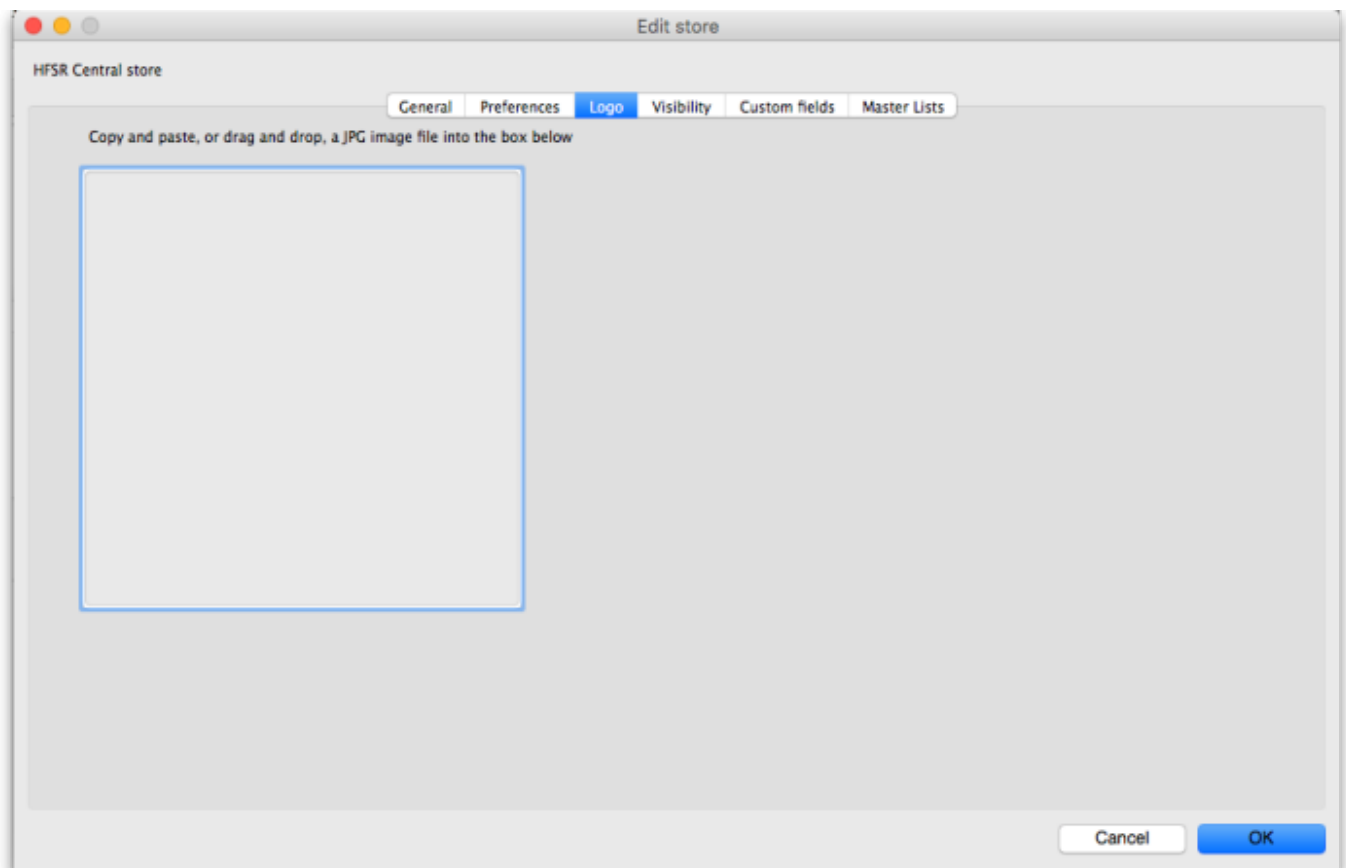 Edit store
HFSR Central store
General Preferences Logo Visibility Custom fields Master Lists
Copy and paste, or drag and drop, a JPG image file into the box below
Cancel OK